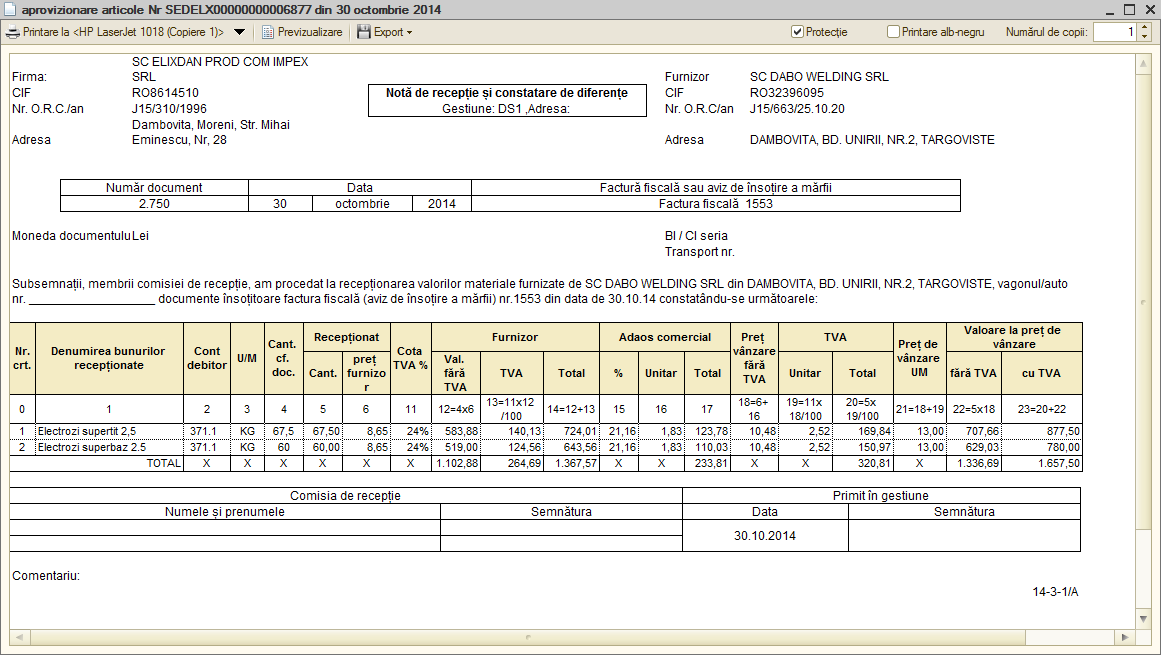 aprovizionare articole Nr SEDELX00000000006877 din 30 octombrie 2014
Printare la <HP LaserJet 1018 (Copiere 1)> Previzualizare Export Protecție Printare alb-negru Numărul de copii: 1
SC ELIXDAN PROD COM IMPEX
Firma: SRL Furnizor SC DABO WELDING SRL
CIF RO8614510 Notă de recepție și constatare de diferențe CIF RO32396095
Nr. O.R.C./an J15/310/1996 Gestiune: DS1 ,Adresa: Nr. O.R.C/an J15/663/25.10.20
Dambovita, Moreni, Str. Mihai
Adresa Eminescu, Nr, 28 Adresa DAMBOVITA, BD. UNIRII, NR.2, TARGOVISTE
Număr document Data Factură fiscală sau aviz de însoțire a mărfii
2.750 30 octombrie 2014 Factura fiscală 1553
Moneda documentului Lei BI / CI seria
Transport nr.
Subsemnații, membrii comisiei de recepție, am procedat la recepționarea valorilor materiale furnizate de SC DABO WELDING SRL din DAMBOVITA, BD. UNIRII, NR.2, TARGOVISTE, vagonul/auto
nr. ___________________ documente însoțitoare factura fiscală (aviz de însoțire a mărfii) nr.1553 din data de 30.10.14 constatându-se următoarele:
Nr. crt. Denumirea bunurilor recepționate Cont debitor U/M Cant. cf. doc. Recepționat Cota TVA % Furnizor Adaos comercial Preț vânzare fără TVA TVA Preț de vânzare UM Valoare la preț de vânzare
Cant. preț furnizor Val. fără TVA TVA Total % Unitar Total Unitar Total fără TVA cu TVA
0 1 2 3 4 5 6 11 12=4x6 13=11x12 /100 14=12+13 15 16 17 18=6+ 16 19=11x 18/100 20=5x 19/100 21=18+19 22=5x18 23=20+22
1 Electrozi supertit 2,5 371.1 KG 67,5 67,50 8,65 24% 583,88 140,13 724,01 21,16 1,83 123,78 10,48 2,52 169,84 13,00 707,66 877,50
2 Electrozi superbaz 2.5 371.1 KG 60 60,00 8,65 24% 519,00 124,56 643,56 21,16 1,83 110,03 10,48 2,52 150,97 13,00 629,03 780,00
TOTAL X X X X X X 1.102,88 264,69 1.367,57 X X 233,81 X X 320,81 X 1.336,69 1.657,50
Comisia de recepție Primit în gestiune
Numele și prenumele Semnătura Data Semnătura
30.10.2014
Comentariu:
14-3-1/A